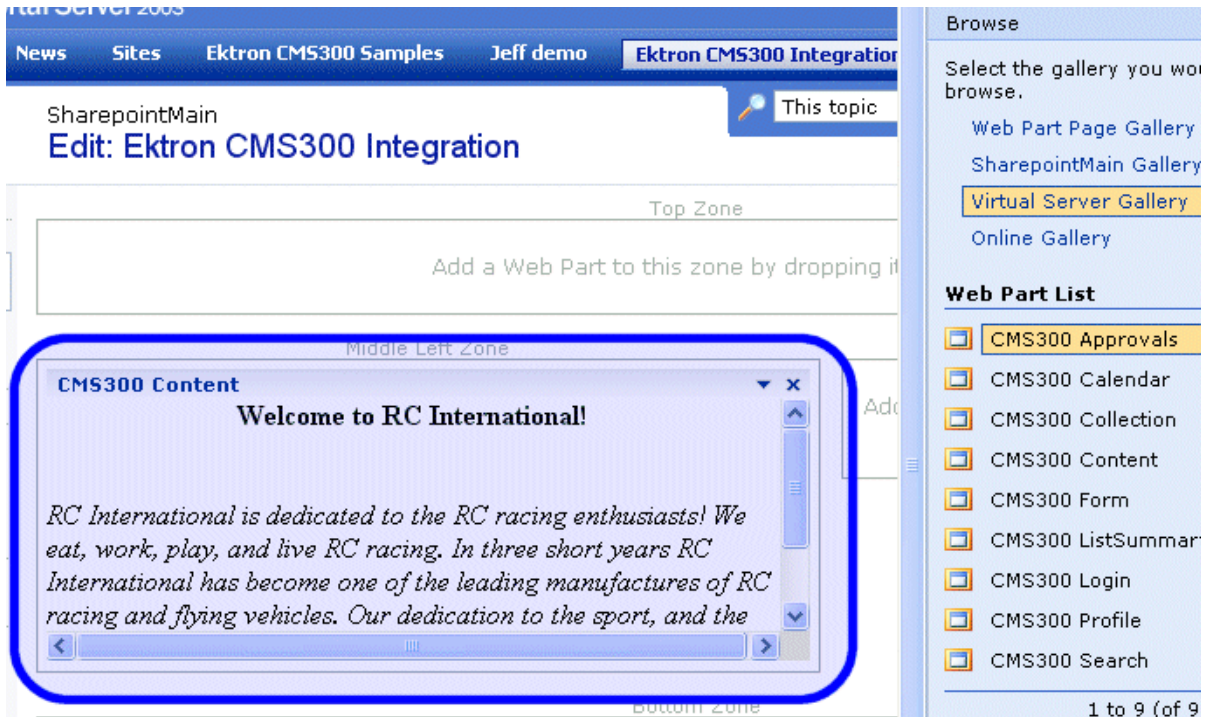 rtal Server 2003
News Sites Ektron CMS300 Samples Jeff demo Ektron CMS300 Integration
SharepointMain
Edit: Ektron CMS300 Integration
This topic
Top Zone
Add a Web Part to this zone by dropping it
Middle Left Zone
CMS300 Content
Welcome to RC International!
RC International is dedicated to the RC racing enthusiasts! We
eat, work, play, and live RC racing. In three short years RC
International has become one of the leading manufactures of RC
racing and flying vehicles. Our dedication to the sport, and the
Add
Bottom Zone
Browse
Select the gallery you wou
browse.
Web Part Page Gallery
SharepointMain Gallery
Virtual Server Gallery
Online Gallery
Web Part List
CMS300 Approvals
CMS300 Calendar
CMS300 Collection
CMS300 Content
CMS300 Form
CMS300 ListSummar
CMS300 Login
CMS300 Profile
CMS300 Search
1 to 9 (of 9